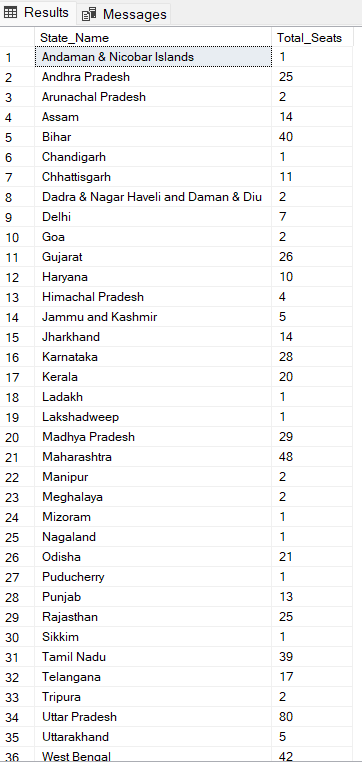 Results Messages
State_Name Total_Seats
1 Andaman & Nicobar Islands 1
2 Andhra Pradesh 25
3 Arunachal Pradesh 2
4 Assam 14
5 Bihar 40
6 Chandigarh 1
7 Chhattisgarh 11
8 Dadra & Nagar Haveli and Daman & Diu 2
9 Delhi 7
10 Goa 2
11 Gujarat 26
12 Haryana 10
13 Himachal Pradesh 4
14 Jammu and Kashmir 5
15 Jharkhand 14
16 Karnataka 28
17 Kerala 20
18 Ladakh 1
19 Lakshadweep 1
20 Madhya Pradesh 29
21 Maharashtra 48
22 Manipur 2
23 Meghalaya 2
24 Mizoram 1
25 Nagaland 1
26 Odisha 21
27 Puducherry 1
28 Punjab 13
29 Rajasthan 25
30 Sikkim 1
31 Tamil Nadu 39
32 Telangana 17
33 Tripura 2
34 Uttar Pradesh 80
35 Uttarakhand 5
36 West Bengal 42